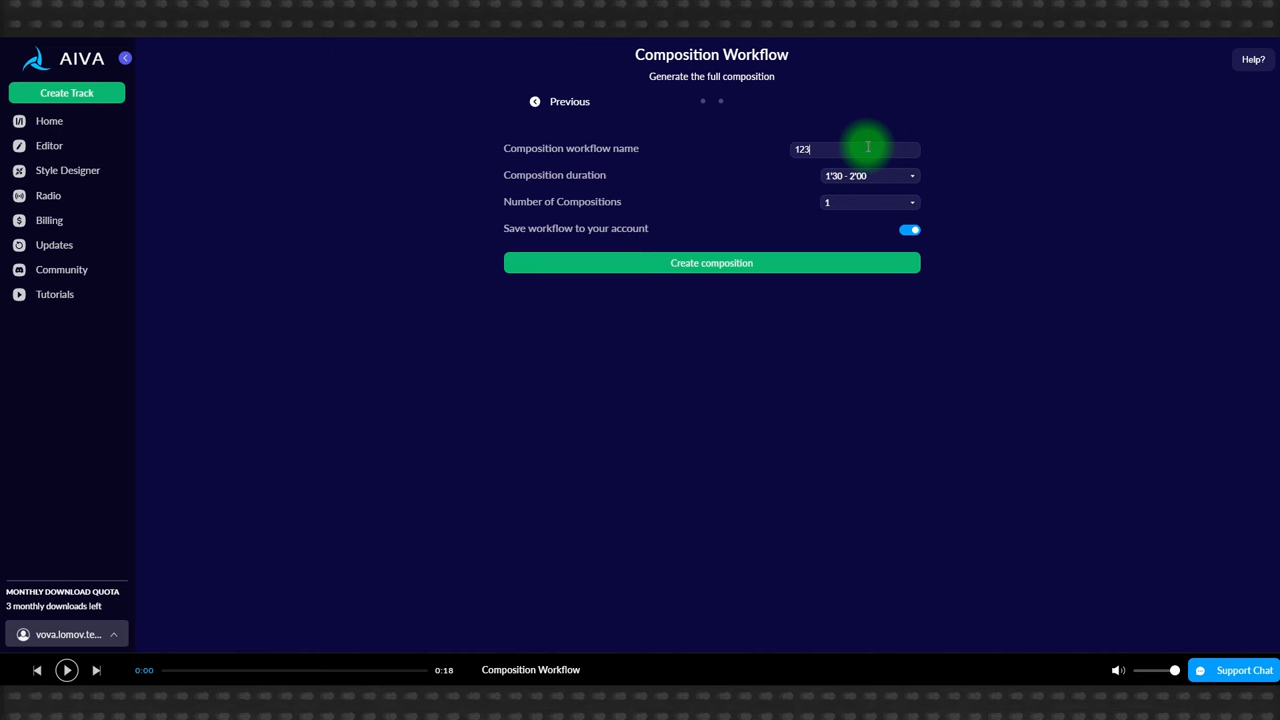 AIVA
Create Track
Home
Editor
Style Designer
Radio
Billing
Updates
Community
Tutorials
MONTHLY DOWNLOAD QUOTA
3 monthly downloads left
vova.lomov.te...
Composition Workflow
Generate the full composition
Previous
Help?
Composition workflow name 123
Composition duration 1'30 - 2'00
Number of Compositions 1
Save workflow to your account
Create composition
0:00 0:18 Composition Workflow
Support Chat